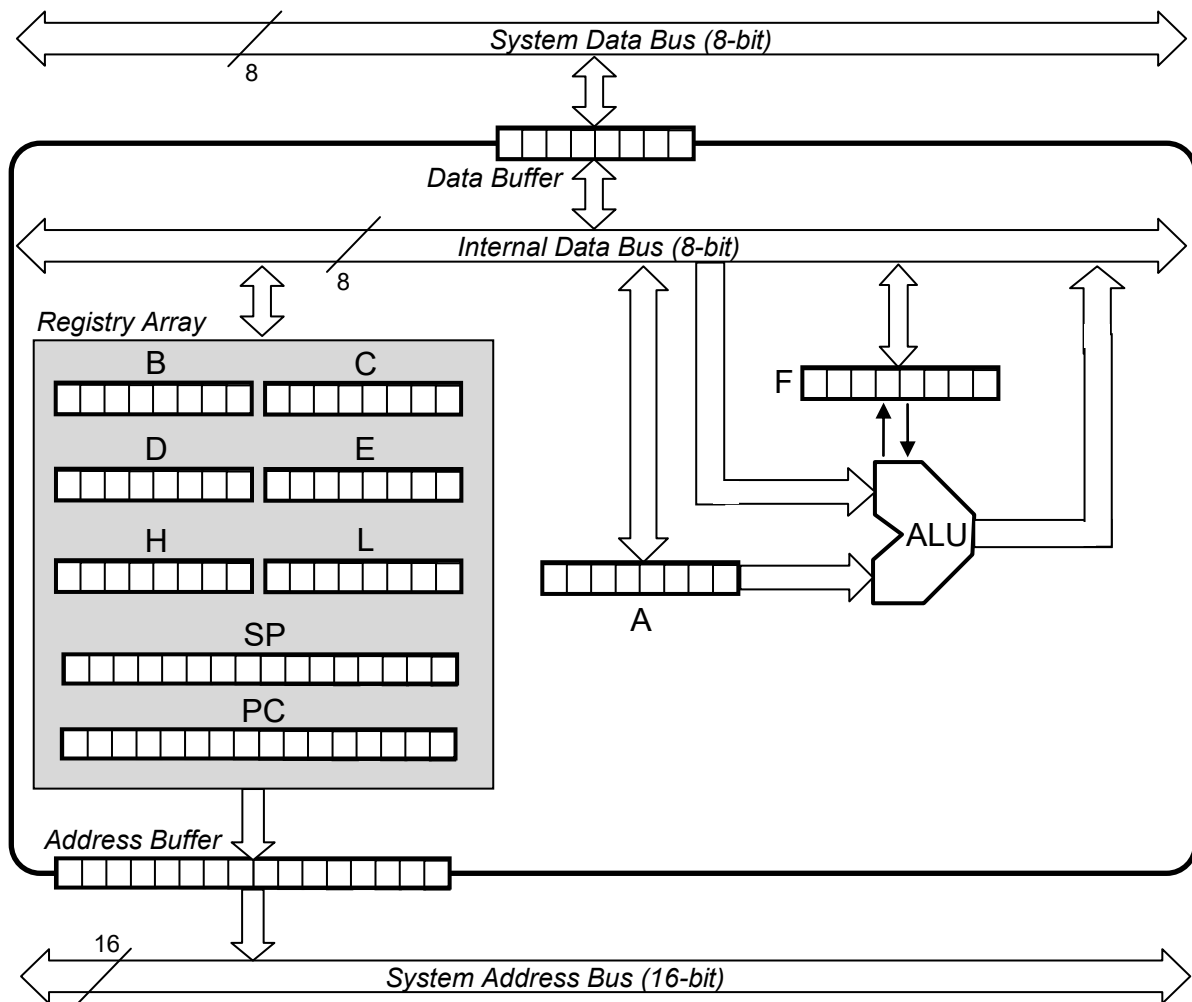 System Data Bus (8-bit)
8
Data Buffer
Internal Data Bus (8-bit)
8
Registry Array
B C
D E
H L
SP
PC
F
ALU
A
Address Buffer
16
System Address Bus (16-bit)